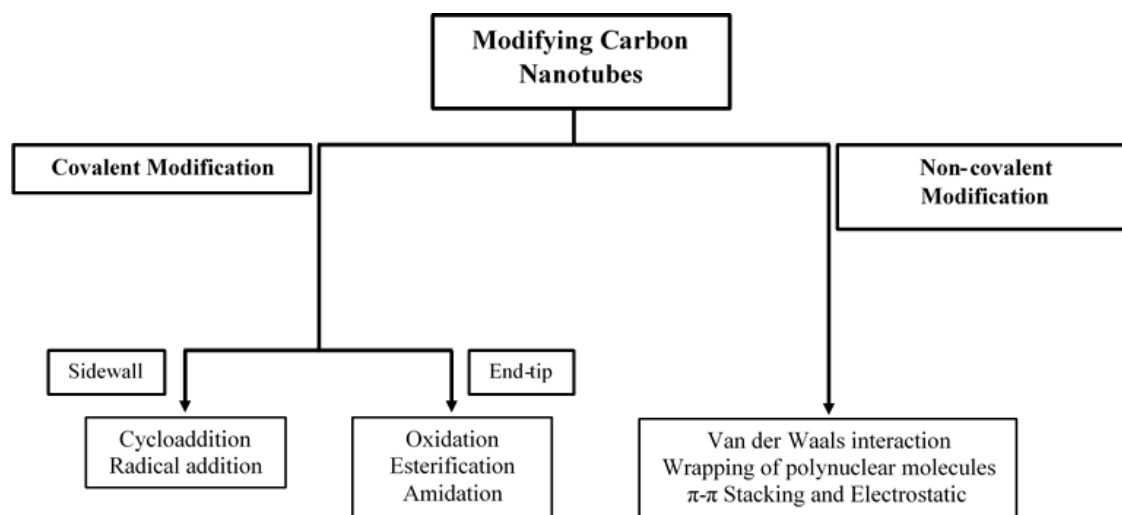 Modifying Carbon
Nanotubes
Covalent Modification
Non-covalent
Modification
Sidewall
End-tip
Cycloaddition
Radical addition
Oxidation
Esterification
Amidation
Van der Waals interaction
Wrapping of polynuclear molecules
π-π Stacking and Electrostatic